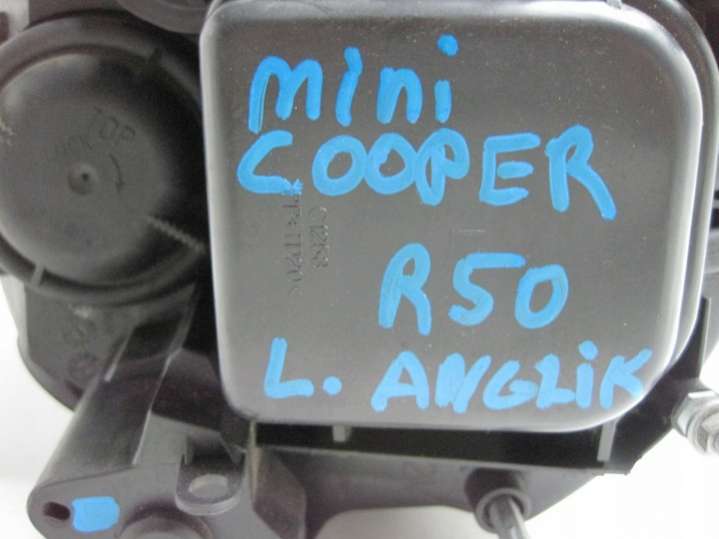 mini
COOPER
R50
L. ANGLIK